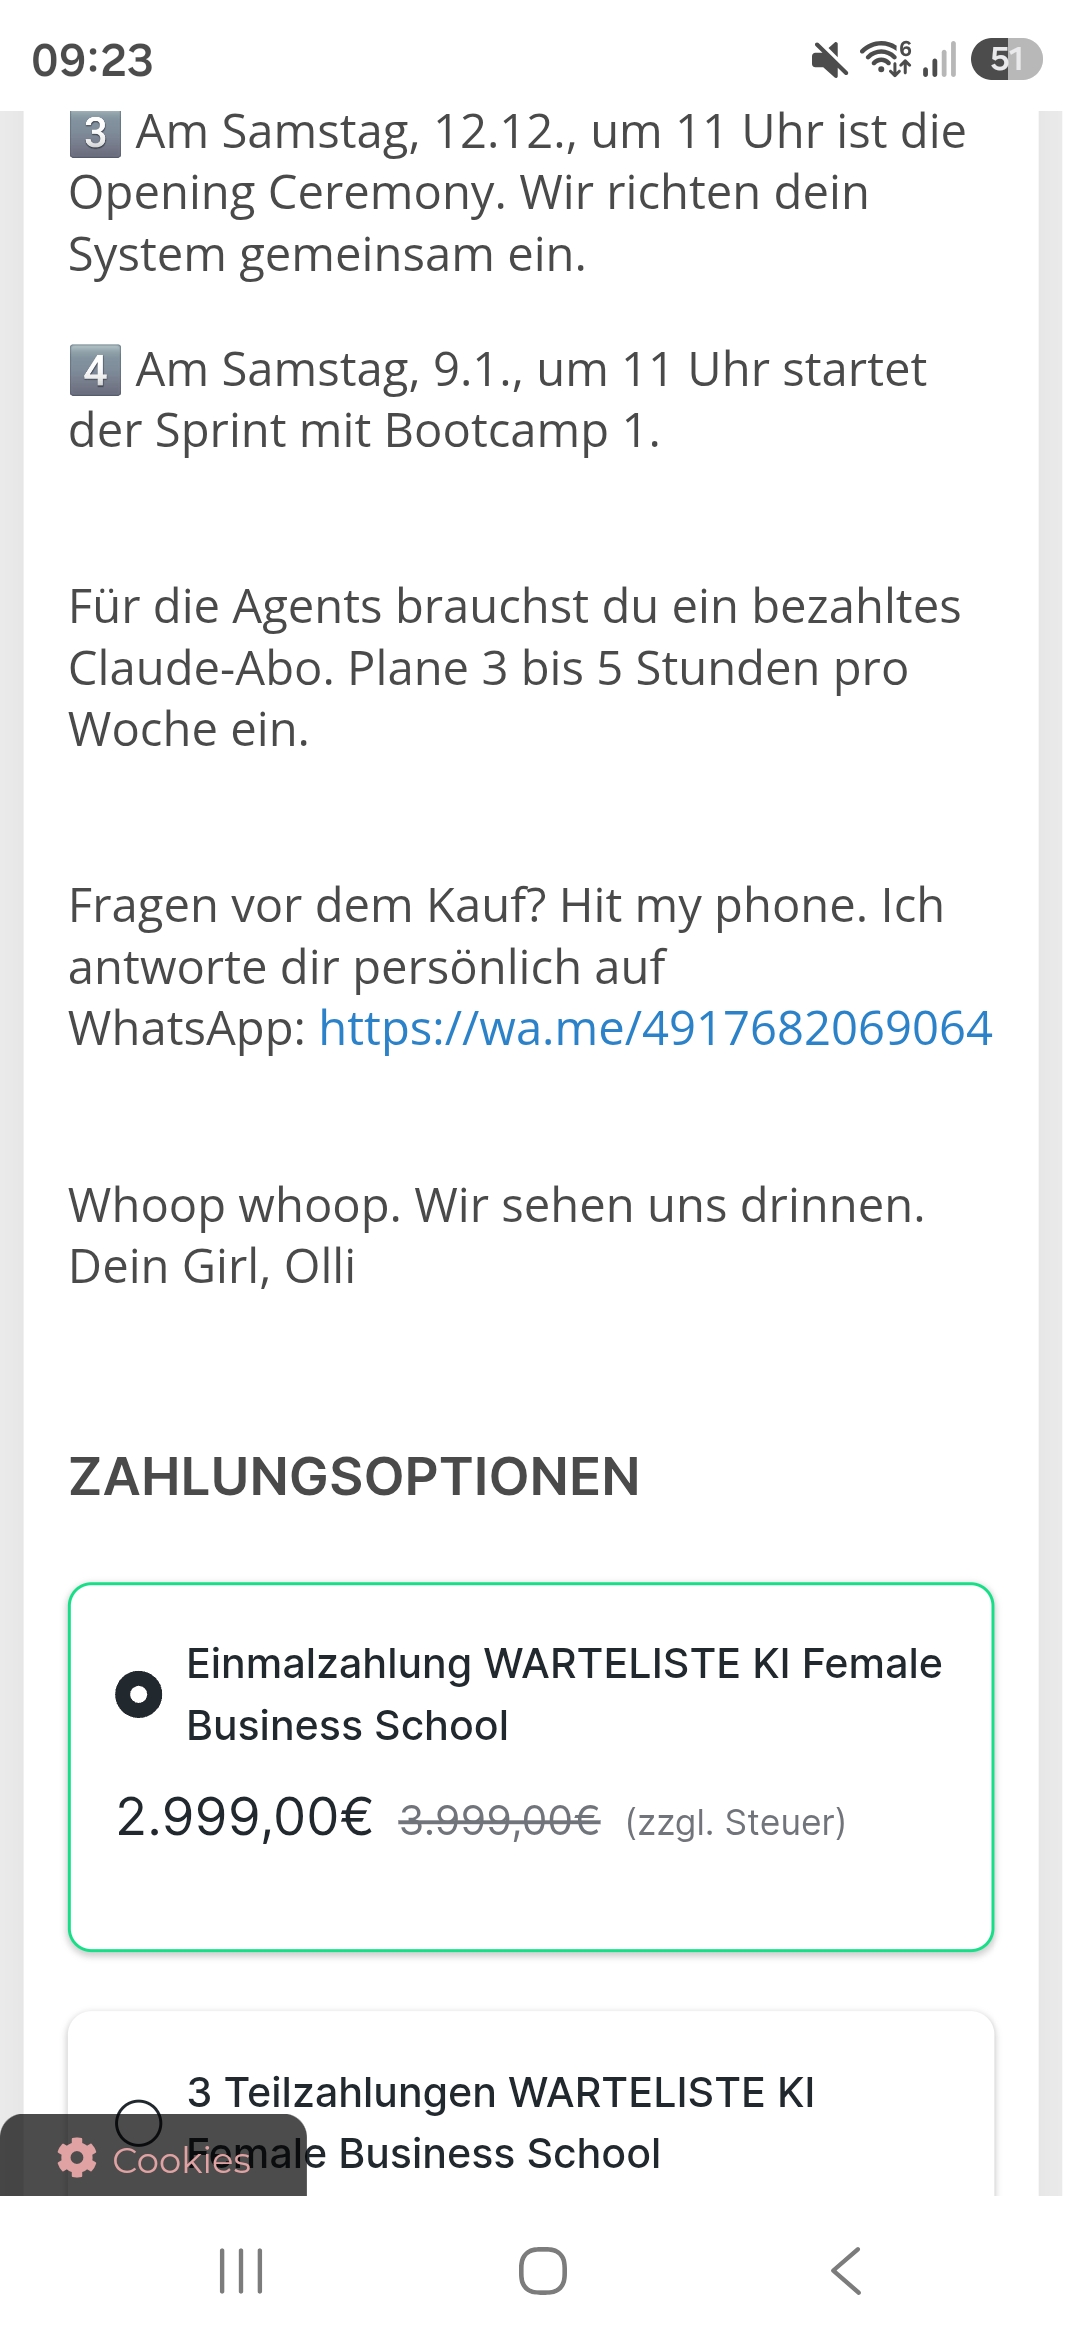 09:23
6
51
3 Am Samstag, 12.12., um 11 Uhr ist die
Opening Ceremony. Wir richten dein
System gemeinsam ein.
4 Am Samstag, 9.1., um 11 Uhr startet
der Sprint mit Bootcamp 1.
Für die Agents brauchst du ein bezahltes
Claude-Abo. Plane 3 bis 5 Stunden pro
Woche ein.
Fragen vor dem Kauf? Hit my phone. Ich
antworte dir persönlich auf
WhatsApp: https://wa.me/4917682069064
Whoop whoop. Wir sehen uns drinnen.
Dein Girl, Olli
ZAHLUNGSOPTIONEN
Einmalzahlung WARTELISTE KI Female
Business School
2.999,00€ 3.999,00€ (zzgl. Steuer)
3 Teilzahlungen WARTELISTE KI
Female Business School
Cookies